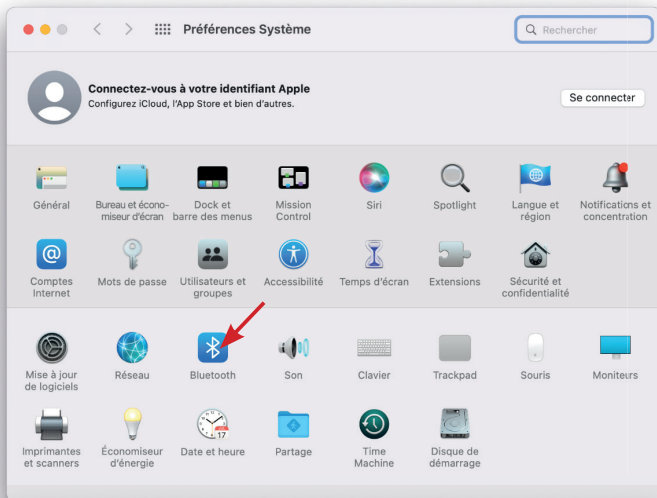 Préférences Système
Rechercher
Connectez-vous à votre identifiant Apple
Configurez iCloud, l'App Store et bien d'autres.
Se connecter
Général
Bureau et écono-
miseur d'écran
Dock et
barre des menus
Mission
Control
Siri
Spotlight
Langue et
région
Notifications et
concentration
Comptes
Internet
Mots de passe
Utilisateurs et
groupes
Accessibilité
Temps d'écran
Extensions
Sécurité et
confidentialité
Mise à jour
de logiciels
Réseau
Bluetooth
Son
Clavier
Trackpad
Souris
Moniteurs
Imprimantes
et scanners
Économiseur
d'énergie
17
Date et heure
Partage
Time
Machine
Disque de
démarrage